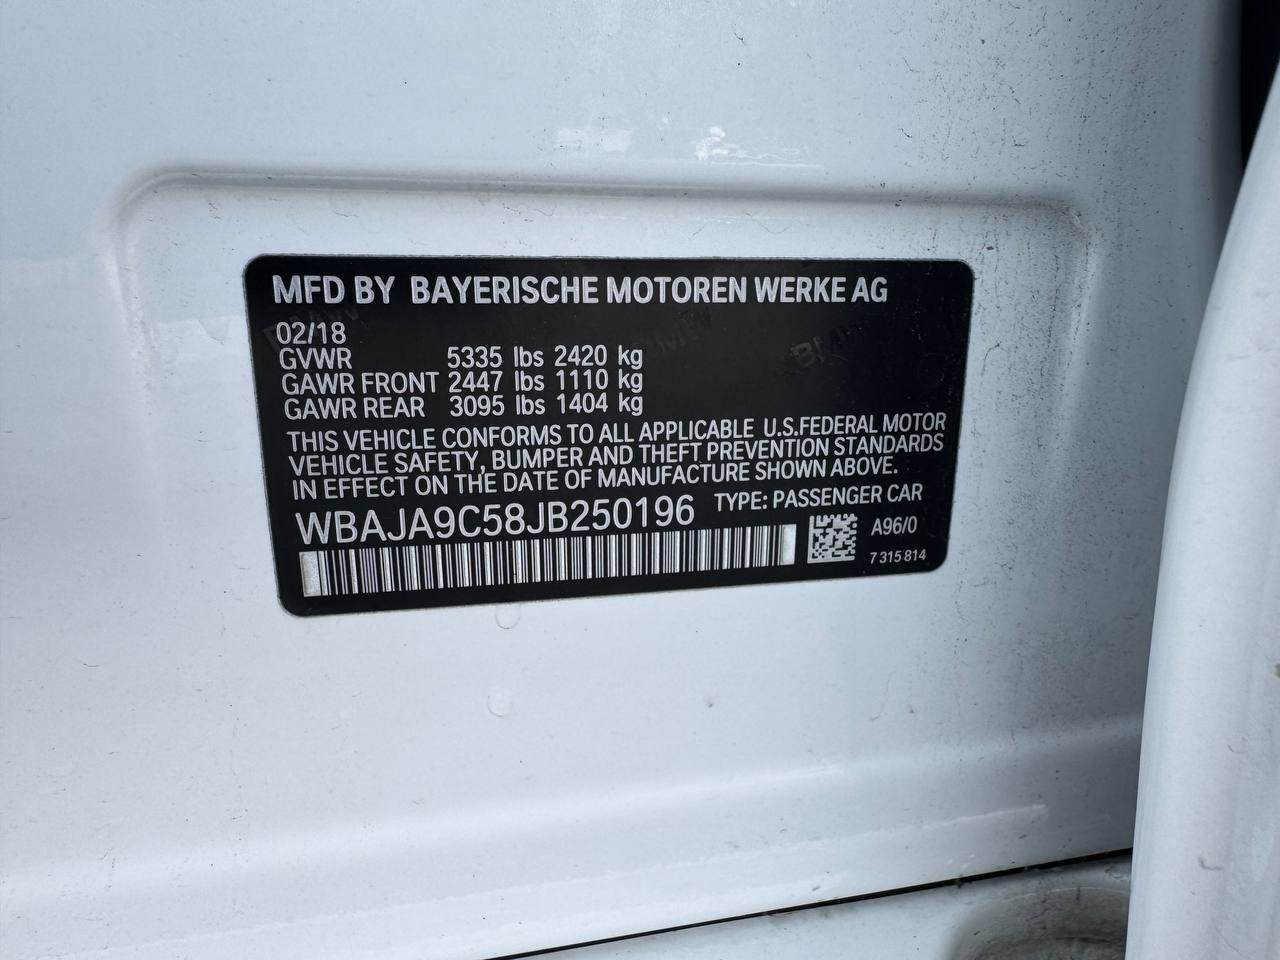 MFD BY BAYERISCHE MOTOREN WERKE AG
02/18
GVWR 5335 lbs 2420 kg
GAWR FRONT 2447 lbs 1110 kg
GAWR REAR 3095 lbs 1404 kg
THIS VEHICLE CONFORMS TO ALL APPLICABLE U.S.FEDERAL MOTOR
VEHICLE SAFETY, BUMPER AND THEFT PREVENTION STANDARDS
IN EFFECT ON THE DATE OF MANUFACTURE SHOWN ABOVE.
WBAJA9C58JB250196 TYPE: PASSENGER CAR
A96/0
7 315 814